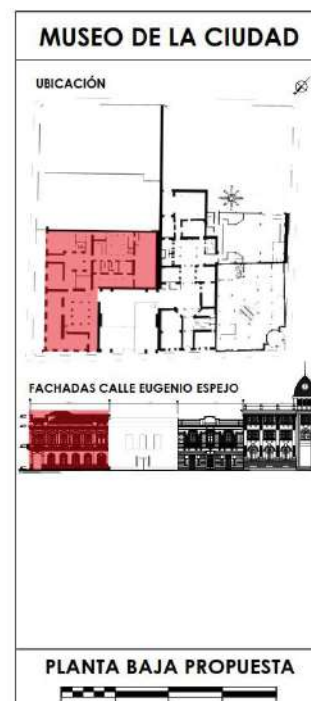 MUSEO DE LA CIUDAD
UBICACIÓN
FACHADAS CALLE EUGENIO ESPEJO
PLANTA BAJA PROPUESTA